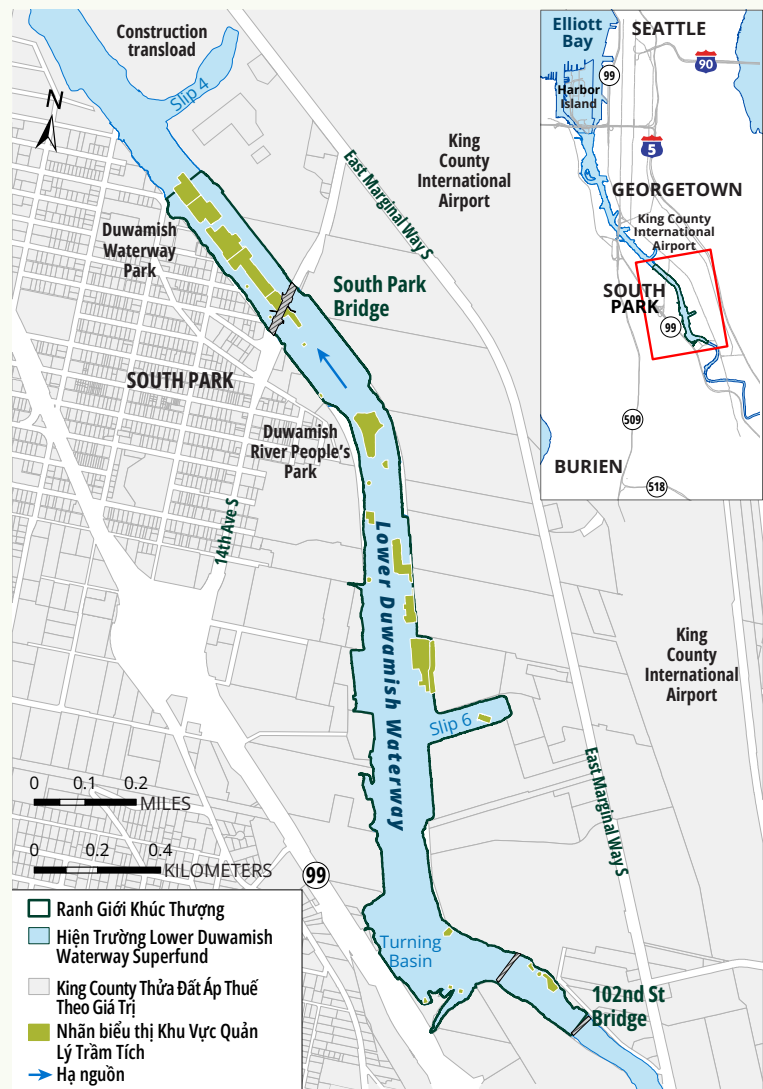 Construction
transload
Slip 4
N
King
County
International
Airport
East Marginal Way S
Duwamish
Waterway
Park
South Park
Bridge
SOUTH PARK
Duwamish
River People's
Park
14th Ave S
Lower Duwamish Waterway
King
County
International
Airport
Slip 6
East Marginal Way S
0 0.1 0.2
MILES
0 0.2 0.4
KILOMETERS
99
Turning
Basin
102nd St
Bridge
Ranh Giới Khúc Thượng
Hiện Trường Lower Duwamish
Waterway Superfund
King County Thửa Đất Áp Thuế
Theo Giá Trị
Nhãn biểu thị Khu Vực Quản
Lý Trầm Tích
Hạ nguồn
Elliott
Bay
SEATTLE
99
90
Harbor
Island
5
GEORGETOWN
King County
International
Airport
SOUTH
PARK
99
509
BURIEN
518